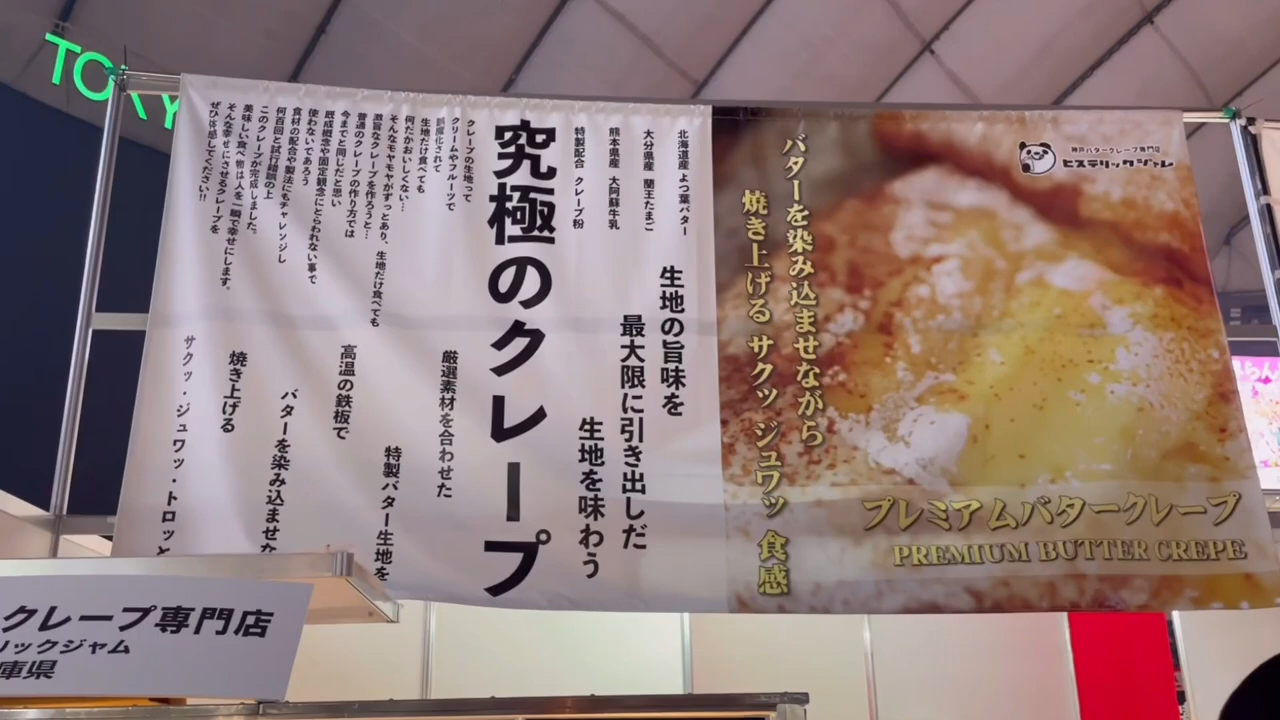 TOKY
神戸バタークレープ専門店
ヒステリックジャム
バターを染み込ませながら
焼き上げる サクッ ジュワッ 食感
プレミアムバタークレープ
PREMIUM BUTTER CREPE
北海道産 よつ葉バター
大分県産 蘭王たまご
熊本県産 大阿蘇牛乳
特製配合 クレープ粉
生地の旨味を
最大限に引き出しだ
生地を味わう
究極のクレープ
クレープの生地って
クリームやフルーツで
誤魔化されて
生地だけ食べても
何だかおいしくない…
そんなモヤモヤがずっとあり、生地だけ食べても
激旨なクレープを作ろうと…
普通のクレープの作り方では
今までと同じだと思い
既成概念や固定観念にとらわれない事で
使わないであろう
食材の配合や製法にもチャレンジし
何百回と試行錯誤の上
このクレープが完成しました。
美味しい食べ物は人を一瞬で幸せにします。
そんな幸せにさせるクレープを
ぜひ体感してください!!
厳選素材を合わせた
特製バター生地を
高温の鉄板で
バターを染み込ませな
焼き上げる
サクッ・ジュワッ・トロッと
クレープ専門店
リックジャム
庫県